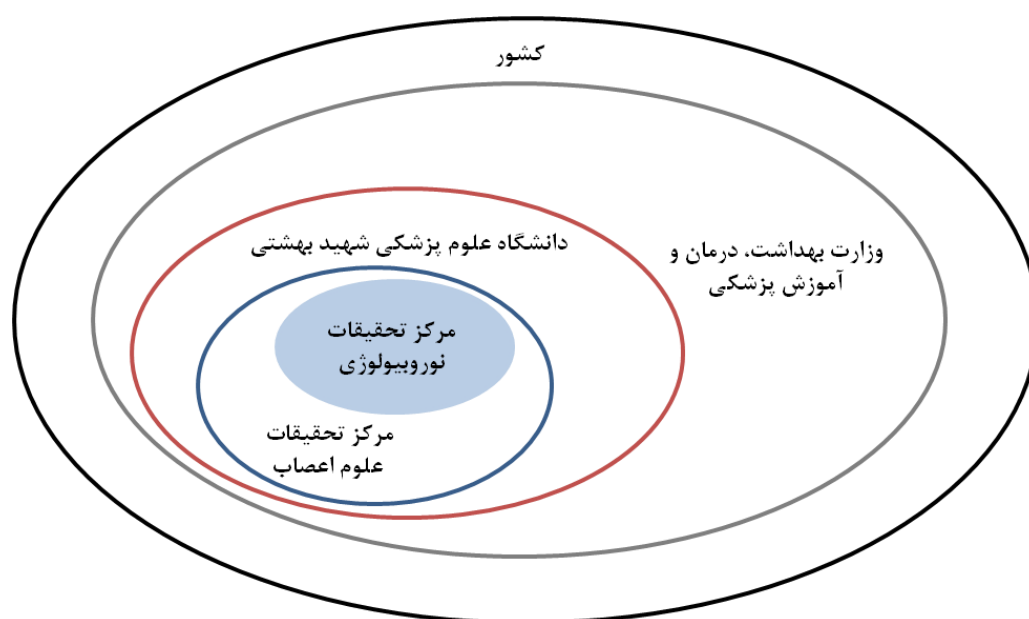 کشور
دانشگاه علوم پزشکی شهید بهشتی
وزارت بهداشت، درمان و
آموزش پزشکی
مرکز تحقیقات
نوروبیولوژی
مرکز تحقیقات
علوم اعصاب